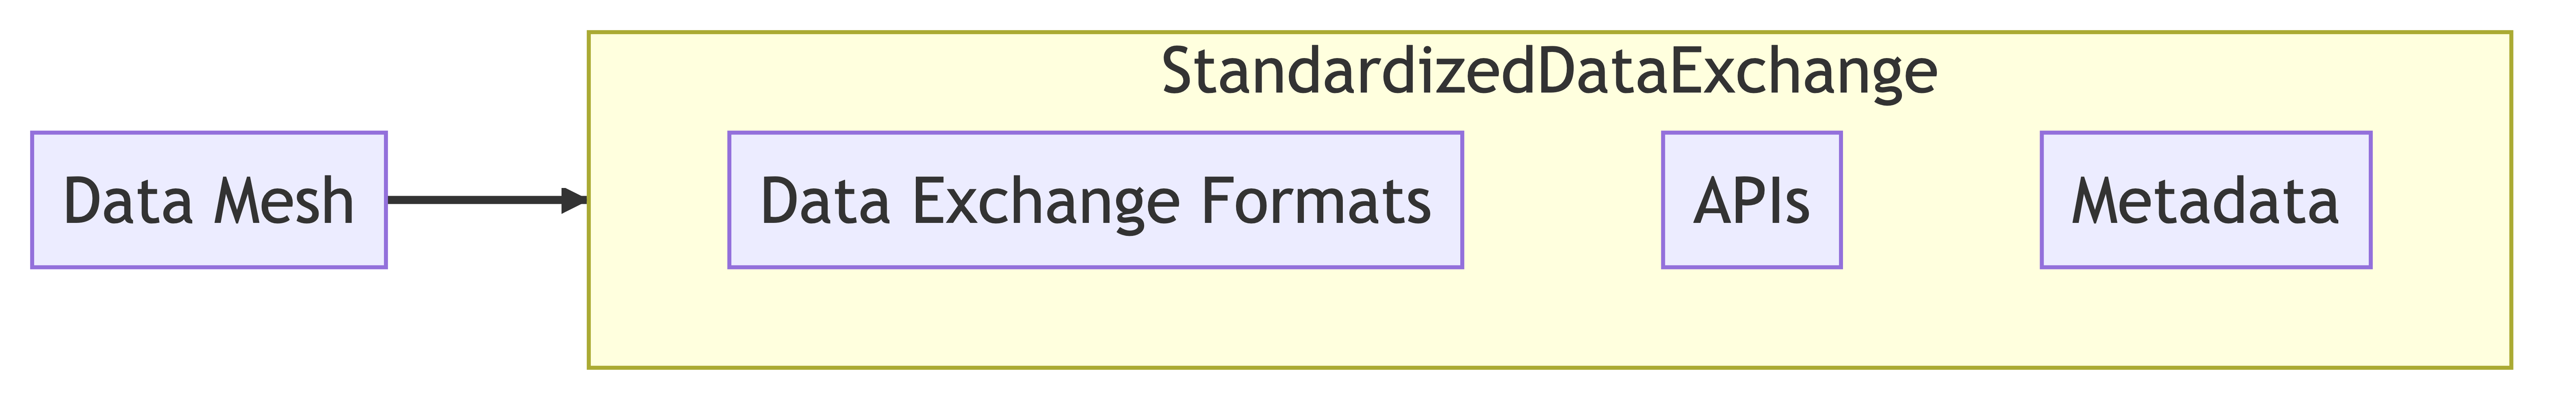 StandardizedDataExchange
Data Mesh
Data Exchange Formats
APIs
Metadata